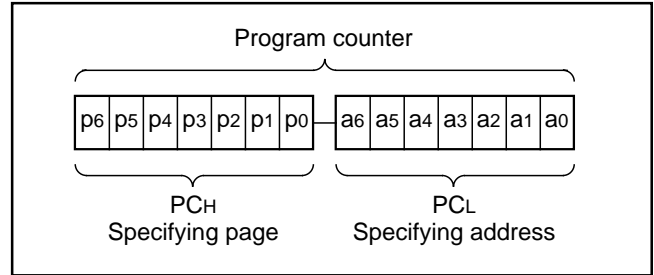 Program counter
p6 p5 p4 p3 p2 p1 p0 a6 a5 a4 a3 a2 a1 a0
PCH PCL
Specifying page Specifying address